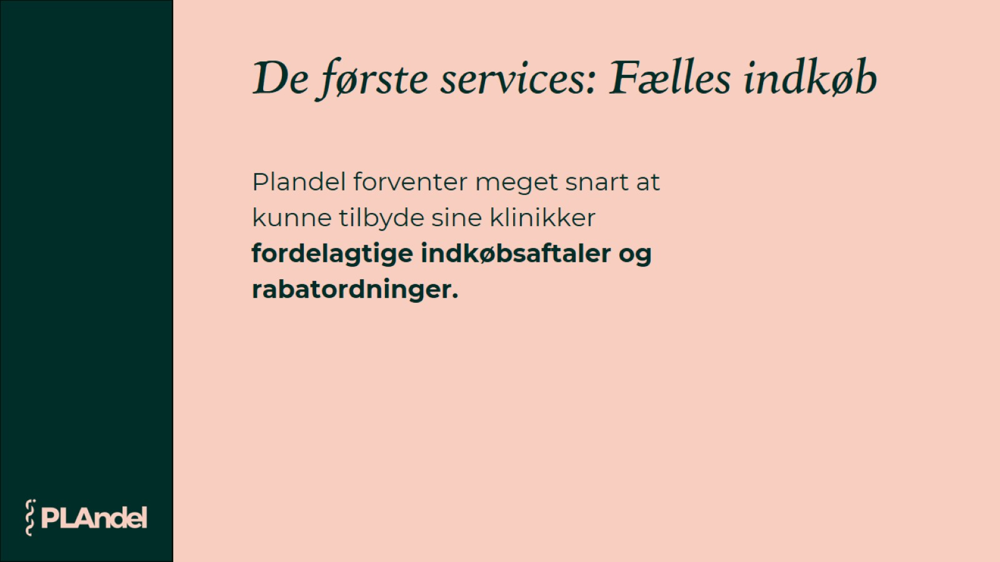 De første services: Fælles indkøb
Plandel forventer meget snart at
kunne tilbyde sine klinikker
fordelagtige indkøbsaftaler og
rabatordninger.
PLAndel